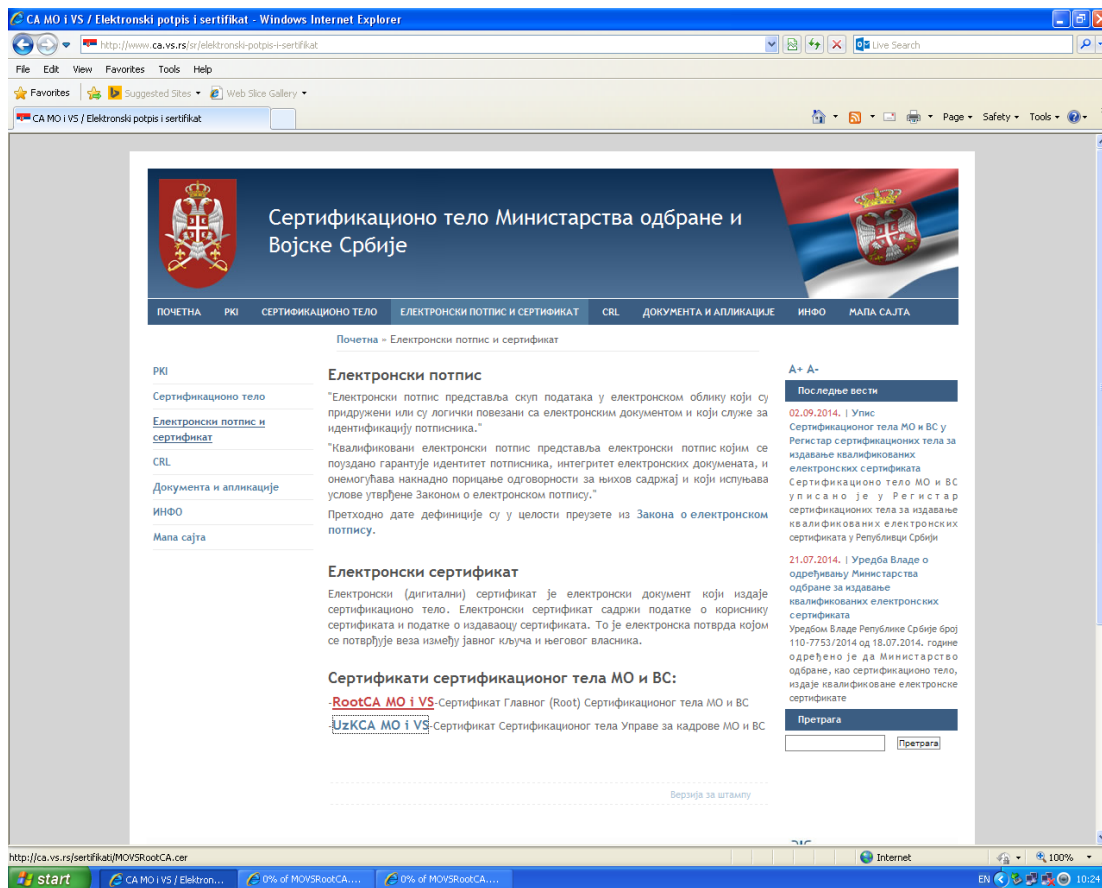 CA MO i VS / Elektronski potpis i sertifikat - Windows Internet Explorer
http://www.ca.vs.rs/sr/elektronski-potpis-i-sertifikat
Live Search
File Edit View Favorites Tools Help
Favorites Suggested Sites Web Slice Gallery
CA MO i VS / Elektronski potpis i sertifikat
Page Safety Tools
Сертификационо тело Министарства одбране и
Војске Србије
ПОЧЕТНА PKI СЕРТИФИКАЦИОНО ТЕЛО ЕЛЕКТРОНСКИ ПОТПИС И СЕРТИФИКАТ CRL ДОКУМЕНТА И АПЛИКАЦИЈЕ ИНФО МАПА САЈТА
Почетна » Електронски потпис и сертификат
PKI
Сертификационо тело
Електронски потпис и
сертификат
CRL
Документа и апликације
ИНФО
Мапа сајта
Електронски потпис
"Електронски потпис представља скуп података у електронском облику који су
придружени или су логички повезани са електронским документом и који служе за
идентификацију потписника."
"Квалификовани електронски потпис представља електронски потпис којим се
поуздано гарантује идентитет потписника, интегритет електронских докумената, и
онемогућава накнадно порицање одговорности за њихов садржај и који испуњава
услове утврђене Законом о електронском потпису."
Претходно дате дефиниције су у целости преузете из Закона о електронском
потпису.
Електронски сертификат
Електронски (дигитални) сертификат је електронски документ који издаје
сертификационо тело. Електронски сертификат садржи податке о кориснику
сертификата и податке о издаваоцу сертификата. То је електронска потврда којом
се потврђује веза између јавног кључа и његовог власника.
Сертификати сертификационог тела МО и ВС:
-RootCA MO i VS-Сертификат Главног (Root) Сертификационог тела МО и ВС
-UzKCA MO i VS-Сертификат Сертификационог тела Управе за кадрове МО и ВС
Верзија за штампу
A+ A-
Последње вести
02.09.2014. | Упис
Сертификационог тела МО и ВС у
Регистар сертификационих тела за
издавање квалификованих
електронских сертификата
Сертификационо тело МО и ВС
уписано је у Регистар
сертификационих тела за издавање
квалификованих електронских
сертификата у Републивци Србији
21.07.2014. | Уредба Владе о
одређивању Министарства
одбране за издавање
квалификованих електронских
сертификата
Уредбом Владе Републике Србије број
110-7753/2014 од 18.07.2014. године
одређено је да Министарство
одбране, као сертификационо тело,
издаје квалификоване електронске
сертификате
Претрага
Претрага
http://ca.vs.rs/sertifikati/MOVSRootCA.cer
Internet
100%
start
CA MO i VS / Elektron...
0% of MOVSRootCA....
0% of MOVSRootCA....
EN
10:24